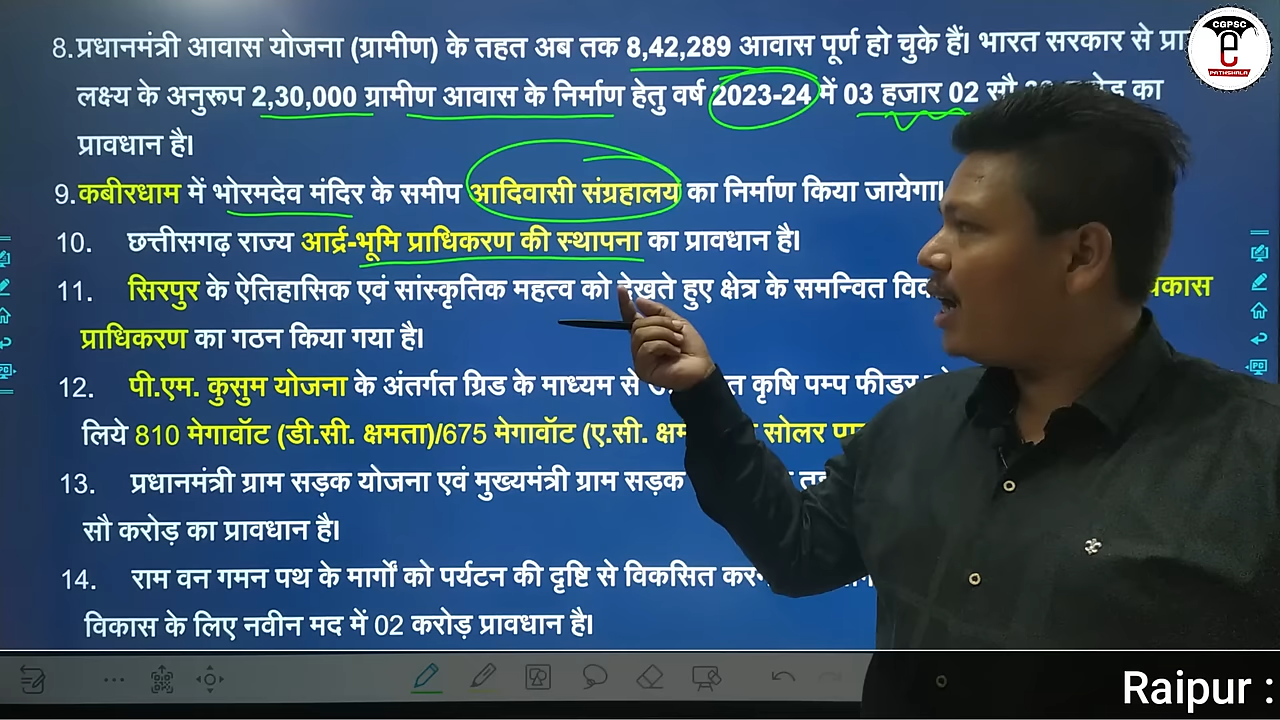 CGPSC
e
PATHSHALA
8. प्रधानमंत्री आवास योजना (ग्रामीण) के तहत अब तक 8,42,289 आवास पूर्ण हो चुके हैं। भारत सरकार से
लक्ष्य के अनुरूप 2,30,000 ग्रामीण आवास के निर्माण हेतु वर्ष 2023-24 में 03 हजार 02 सौ का
प्रावधान है।
9. कबीरधाम में भोरमदेव मंदिर के समीप आदिवासी संग्रहालय का निर्माण किया जायेगा।
10. छत्तीसगढ़ राज्य आर्द्र-भूमि प्राधिकरण की स्थापना का प्रावधान है।
11. सिरपुर के ऐतिहासिक एवं सांस्कृतिक महत्व को देखते हुए क्षेत्र के समन्वित
प्राधिकरण का गठन किया गया है।
12. पी.एम. कुसुम योजना के अंतर्गत ग्रिड के माध्यम से कृषि पम्प फीडर
लिये 810 मेगावॉट (डी.सी. क्षमता)/675 मेगावॉट (ए.सी. सोलर
13. प्रधानमंत्री ग्राम सड़क योजना एवं मुख्यमंत्री ग्राम सड़क
सौ करोड़ का प्रावधान है।
14. राम वन गमन पथ के मार्गों को पर्यटन की दृष्टि से विकसित
विकास के लिए नवीन मद में 02 करोड़ प्रावधान है।
Raipur :